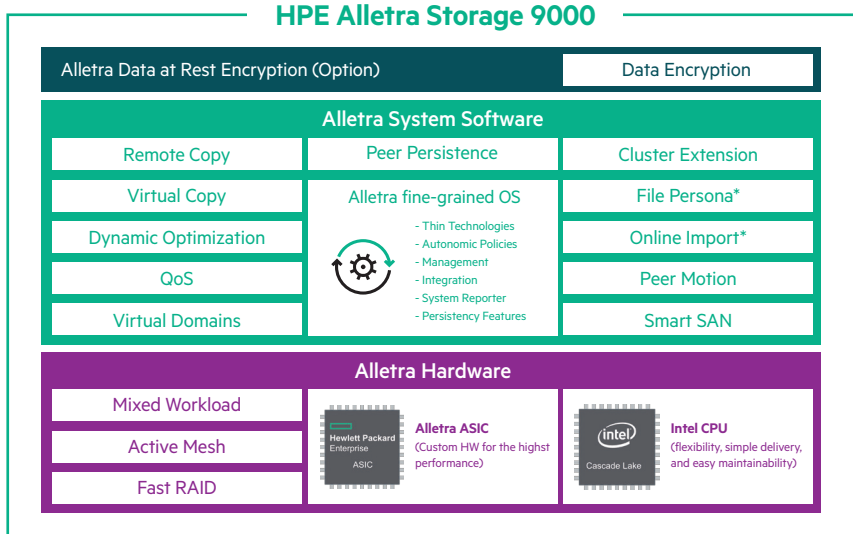 HPE Alletra Storage 9000
Alletra Data at Rest Encryption (Option)
Data Encryption
Alletra System Software
Remote Copy
Peer Persistence
Cluster Extension
Virtual Copy
Dynamic Optimization
QoS
Virtual Domains
Alletra fine-grained OS
- Thin Technologies
- Autonomic Policies
- Management
- Integration
- System Reporter
- Persistency Features
File Persona*
Online Import*
Peer Motion
Smart SAN
Alletra Hardware
Mixed Workload
Active Mesh
Fast RAID
Hewlett Packard
Enterprise
ASIC
Alletra ASIC
(Custom HW for the highst
performance)
intel
Cascade Lake
Intel CPU
(flexibility, simple delivery,
and easy maintainability)